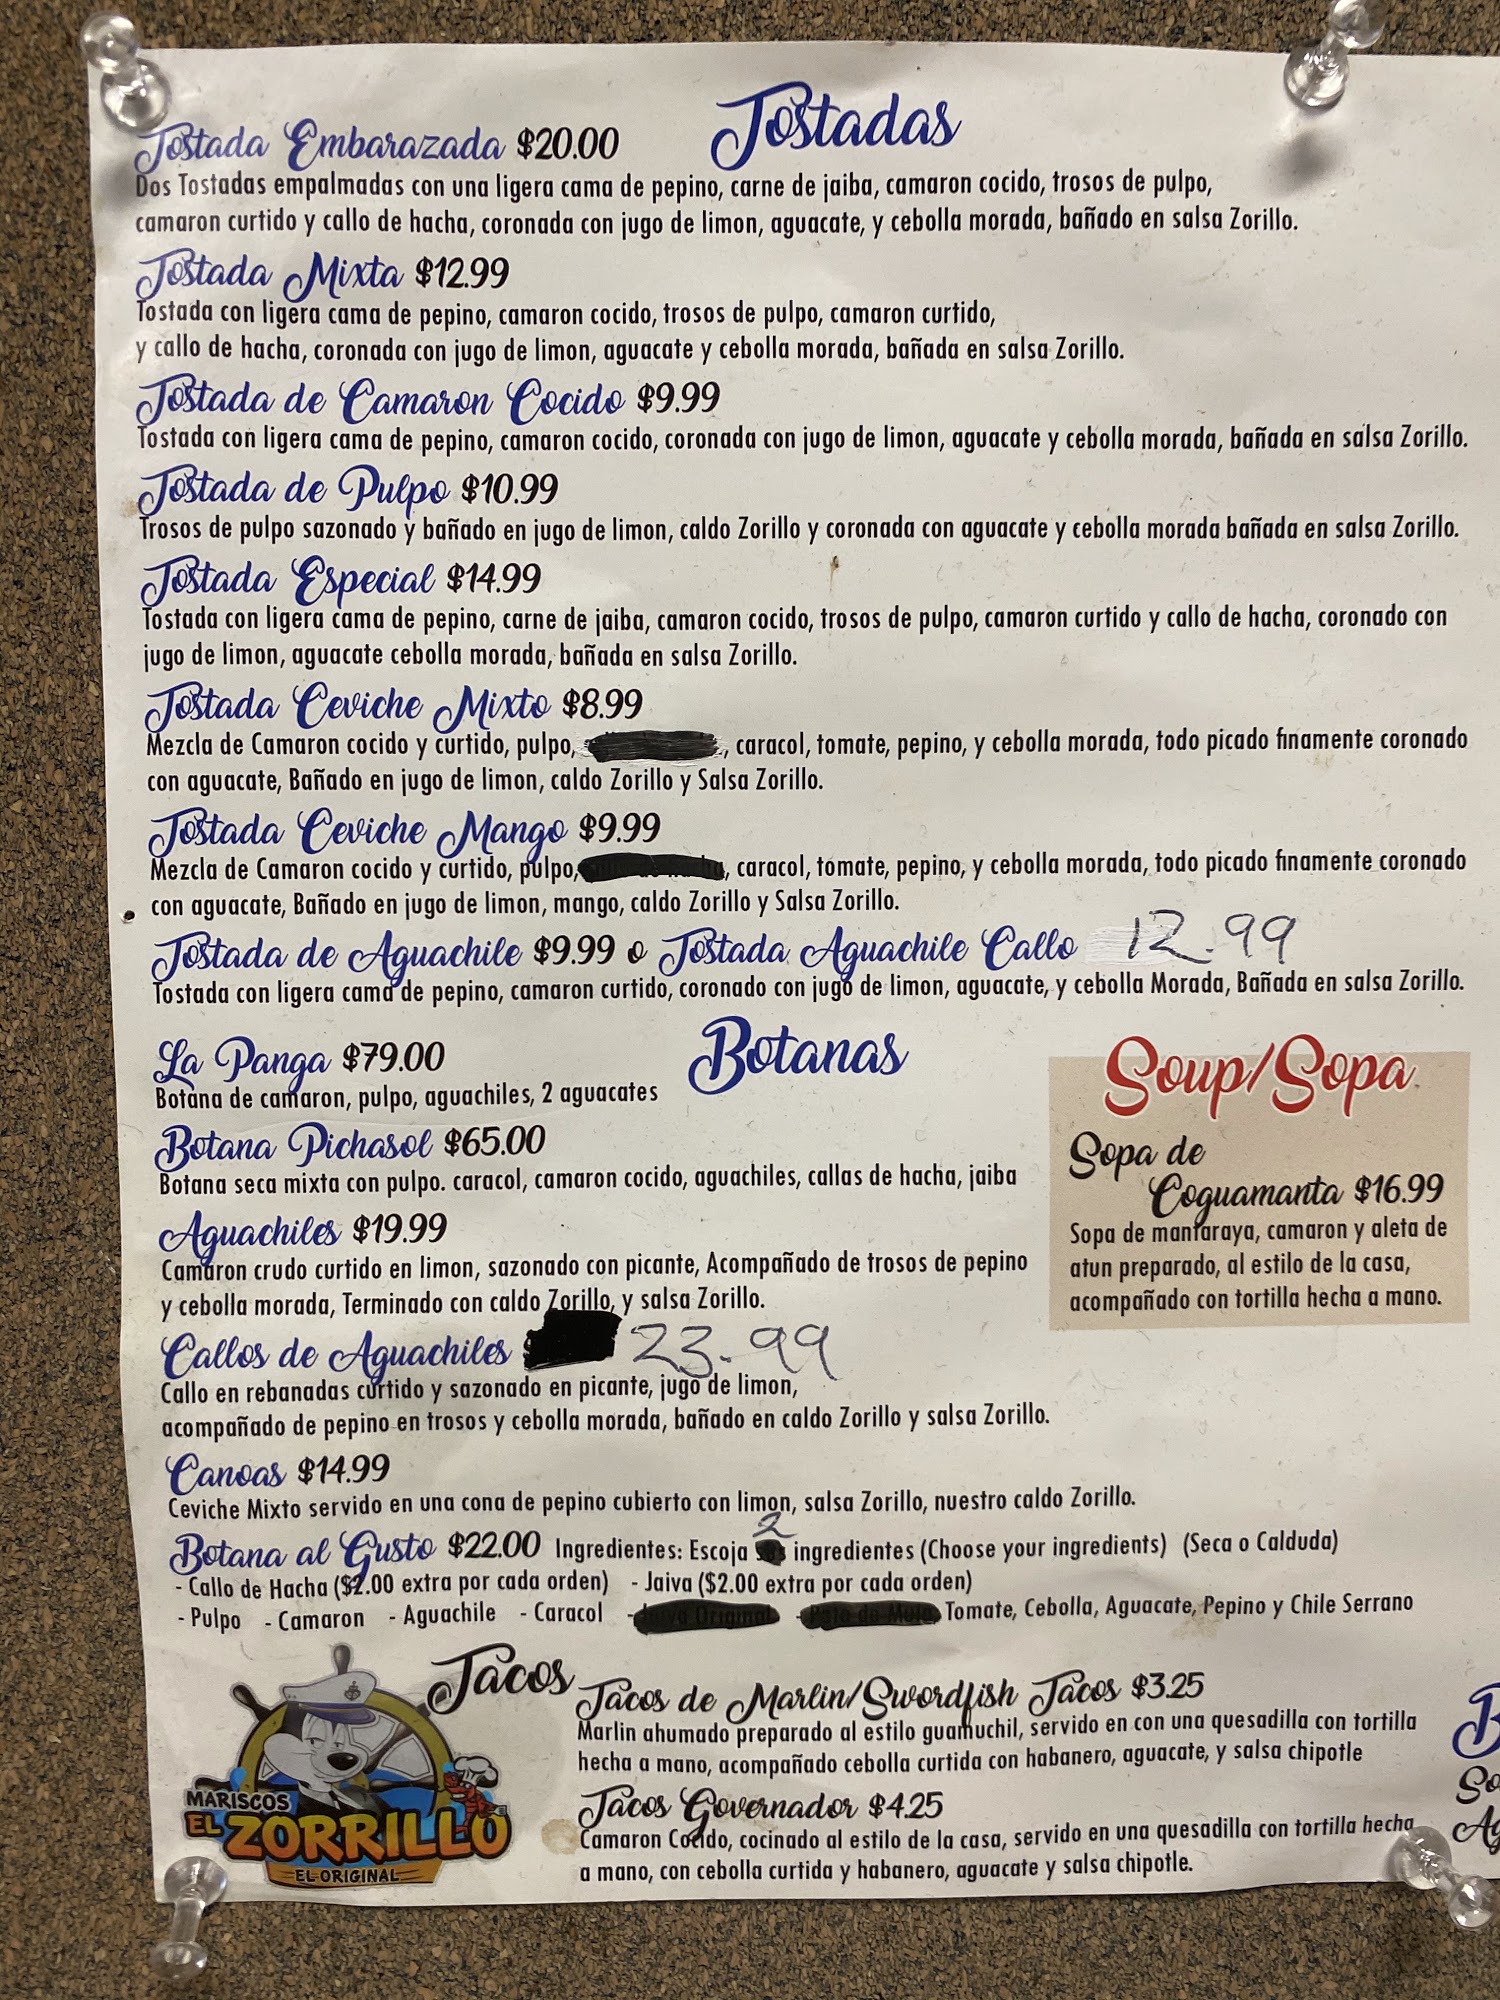 Tostadas
Tostada Embarazada $20.00
Dos Tostadas empalmadas con una ligera cama de pepino, carne de jaiba, camaron cocido, trosos de pulpo,
camaron curtido y callo de hacha, coronada con jugo de limon, aguacate, y cebolla morada, bañado en salsa Zorillo.
Tostada Mixta $12.99
Tostada con ligera cama de pepino, camaron cocido, trosos de pulpo, camaron curtido,
y callo de hacha, coronada con jugo de limon, aguacate y cebolla morada, bañada en salsa Zorillo.
Tostada de Camaron Cocido $9.99
Tostada con ligera cama de pepino, camaron cocido, coronada con jugo de limon, aguacate y cebolla morada, bañada en salsa Zorillo.
Tostada de Pulpo $10.99
Trosos de pulpo sazonado y bañado en jugo de limon, caldo Zorillo y coronada con aguacate y cebolla morada bañada en salsa Zorillo.
Tostada Especial $14.99
Tostada con ligera cama de pepino, carne de jaiba, camaron cocido, trosos de pulpo, camaron curtido y callo de hacha, coronado con
jugo de limon, aguacate cebolla morada, bañada en salsa Zorillo.
Tostada Ceviche Mixto $8.99
Mezcla de Camaron cocido y curtido, pulpo, , caracol, tomate, pepino, y cebolla morada, todo picado finamente coronado
con aguacate, Bañado en jugo de limon, caldo Zorillo y Salsa Zorillo.
Tostada Ceviche Mango $9.99
Mezcla de Camaron cocido y curtido, pulpo, , caracol, tomate, pepino, y cebolla morada, todo picado finamente coronado
con aguacate, Bañado en jugo de limon, mango, caldo Zorillo y Salsa Zorillo.
Tostada de Aguachile $9.99 o Tostada Aguachile Callo 12.99
Tostada con ligera cama de pepino, camaron curtido, coronado con jugo de limon, aguacate, y cebolla Morada, Bañada en salsa Zorillo.
Botanas
La Panga $79.00
Botana de camaron, pulpo, aguachiles, 2 aguacates
Botana Pichasol $65.00
Botana seca mixta con pulpo. caracol, camaron cocido, aguachiles, callas de hacha, jaiba
Aguachiles $19.99
Camaron crudo curtido en limon, sazonado con picante, Acompañado de trosos de pepino
y cebolla morada, Terminado con caldo Zorillo, y salsa Zorillo.
Callos de Aguachiles 23.99
Callo en rebanadas curtido y sazonado en picante, jugo de limon,
acompañado de pepino en trosos y cebolla morada, bañado en caldo Zorillo y salsa Zorillo.
Canoas $14.99
Ceviche Mixto servido en una cona de pepino cubierto con limon, salsa Zorillo, nuestro caldo Zorillo.
Botana al Gusto $22.00 Ingredientes: Escoja 2 ingredientes (Choose your ingredients) (Seca o Calduda)
- Callo de Hacha ($2.00 extra por cada orden) - Jaiva ($2.00 extra por cada orden)
- Pulpo - Camaron - Aguachile - Caracol - Jaiva Original - Pata de Mula, Tomate, Cebolla, Aguacate, Pepino y Chile Serrano
Soup/Sopa
Sopa de
Coguamanta $16.99
Sopa de mantaraya, camaron y aleta de
atun preparado, al estilo de la casa,
acompañado con tortilla hecha a mano.
Tacos
Tacos de Marlin/Swordfish Tacos $3.25
Marlin ahumado preparado al estilo guamuchil, servido en con una quesadilla con tortilla
hecha a mano, acompañado cebolla curtida con habanero, aguacate, y salsa chipotle
Tacos Governador $4.25
Camaron Cocido, cocinado al estilo de la casa, servido en una quesadilla con tortilla hecha
a mano, con cebolla curtida y habanero, aguacate y salsa chipotle.
MARISCOS
EL ZORRILLO
EL ORIGINAL